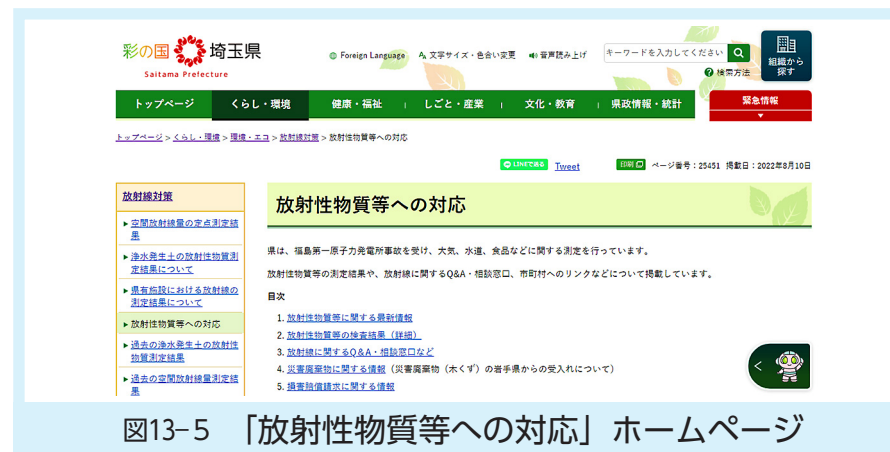 彩の国 埼玉県
Saitama Prefecture
Foreign Language 文字サイズ・色合い変更 音声読み上げ
キーワードを入力してください
検索方法
組織から
探す
トップページ くらし・環境 健康・福祉 しごと・産業 文化・教育 県政情報・統計 緊急情報
トップページ > くらし・環境 > 環境・エコ > 放射線対策 > 放射性物質等への対応
LINEで送る Tweet 印刷 ページ番号：25451 掲載日：2022年8月10日
放射線対策
空間放射線量の定点測定結
果
浄水発生土の放射性物質測
定結果について
県有施設における放射線の
測定結果について
放射性物質等への対応
過去の浄水発生土の放射性
物質測定結果
過去の空間放射線量測定結
果
放射性物質等への対応
県は、福島第一原子力発電所事故を受け、大気、水道、食品などに関する測定を行っています。
放射性物質等の測定結果や、放射線に関するQ&A・相談窓口、市町村へのリンクなどについて掲載しています。
目次
1. 放射性物質等に関する最新情報
2. 放射性物質等の検査結果（詳細）
3. 放射線に関するQ&A・相談窓口など
4. 災害廃棄物に関する情報（災害廃棄物（木くず）の岩手県からの受入れについて）
5. 損害賠償請求に関する情報
図13-5 「放射性物質等への対応」ホームページ